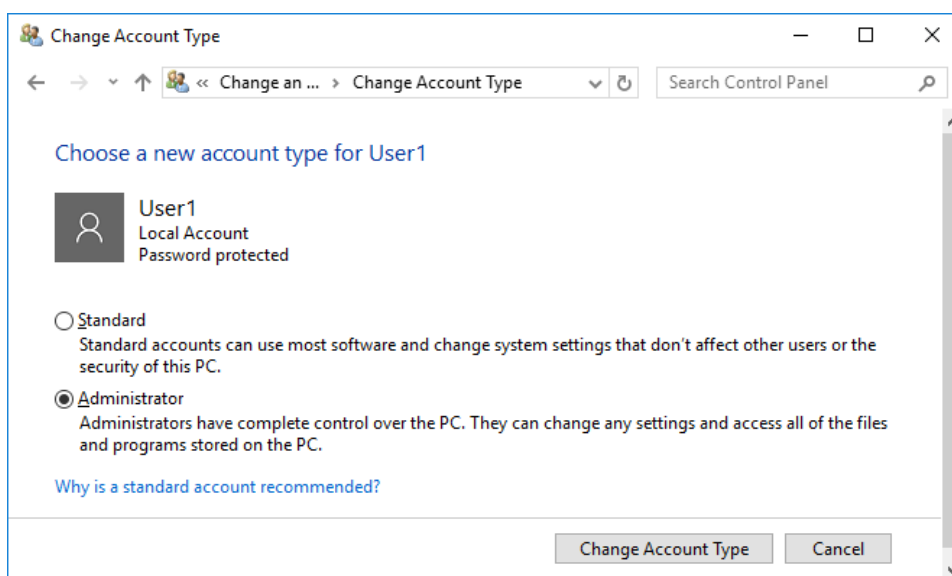 Change Account Type
« Change an ... › Change Account Type
Search Control Panel
Choose a new account type for User1
User1
Local Account
Password protected
Standard
Standard accounts can use most software and change system settings that don't affect other users or the
security of this PC.
Administrator
Administrators have complete control over the PC. They can change any settings and access all of the files
and programs stored on the PC.
Why is a standard account recommended?
Change Account Type
Cancel